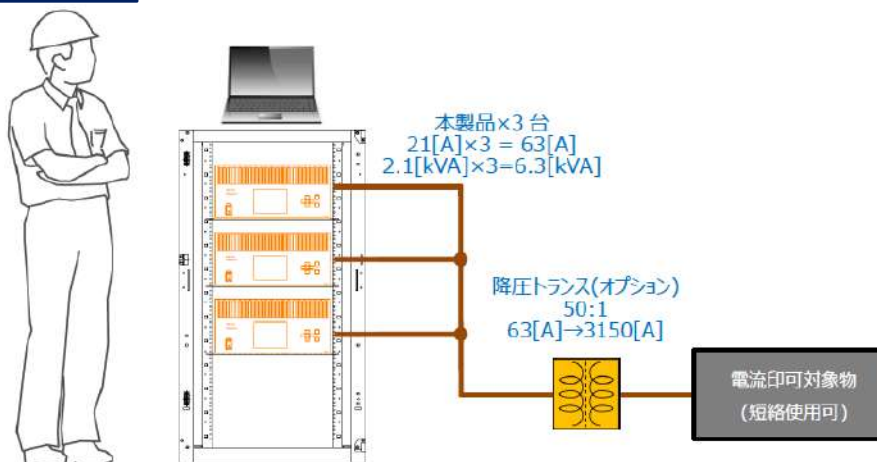 本製品×3 台
21[A]×3 = 63[A]
2.1[kVA]×3=6.3[kVA]
降圧トランス(オプション)
50:1
63[A]→3150[A]
電流印可対象物
(短絡使用可)